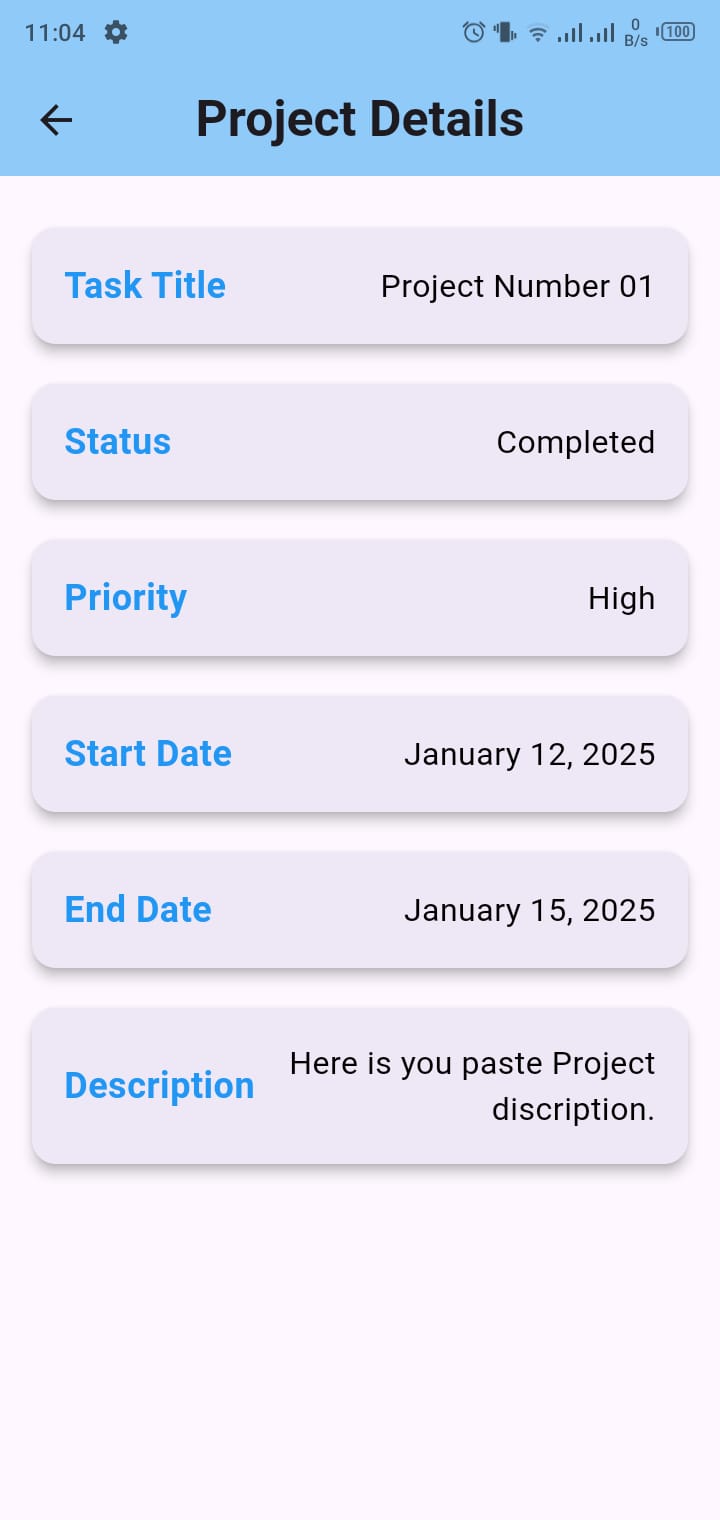 11:04
0
B/s
100
Project Details
Task Title
Project Number 01
Status
Completed
Priority
High
Start Date
January 12, 2025
End Date
January 15, 2025
Description
Here is you paste Project
discription.